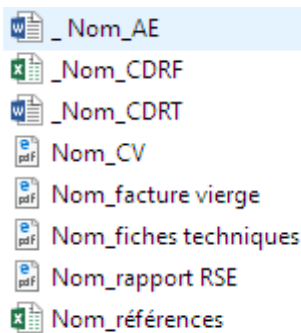 _ Nom_AE
_Nom_CDRF
_Nom_CDRT
Nom_CV
Nom_facture vierge
Nom_fiches techniques
Nom_rapport RSE
Nom_références